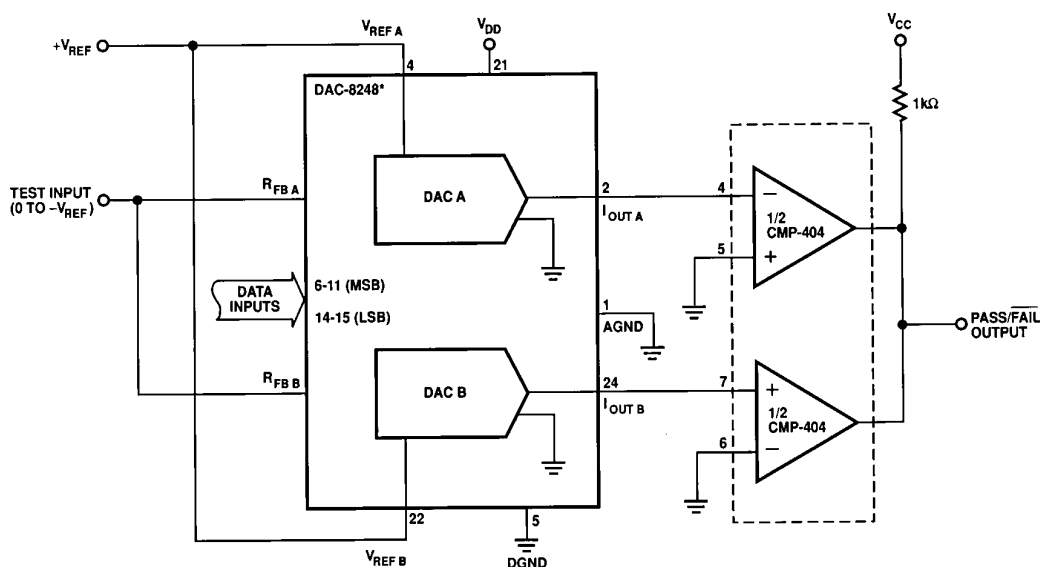 +V_REF
V_REF A
4
V_DD
21
V_CC
1kΩ
DAC-8248*
TEST INPUT
(0 TO –V_REF)
R_FB A
DAC A
2
I_OUT A
4
–
1/2
CMP-404
5
+
DATA
INPUTS
6-11 (MSB)
14-15 (LSB)
1
AGND
PASS/F̅A̅I̅L̅
OUTPUT
R_FB B
DAC B
24
I_OUT B
7
+
1/2
CMP-404
6
–
22
V_REF B
5
DGND